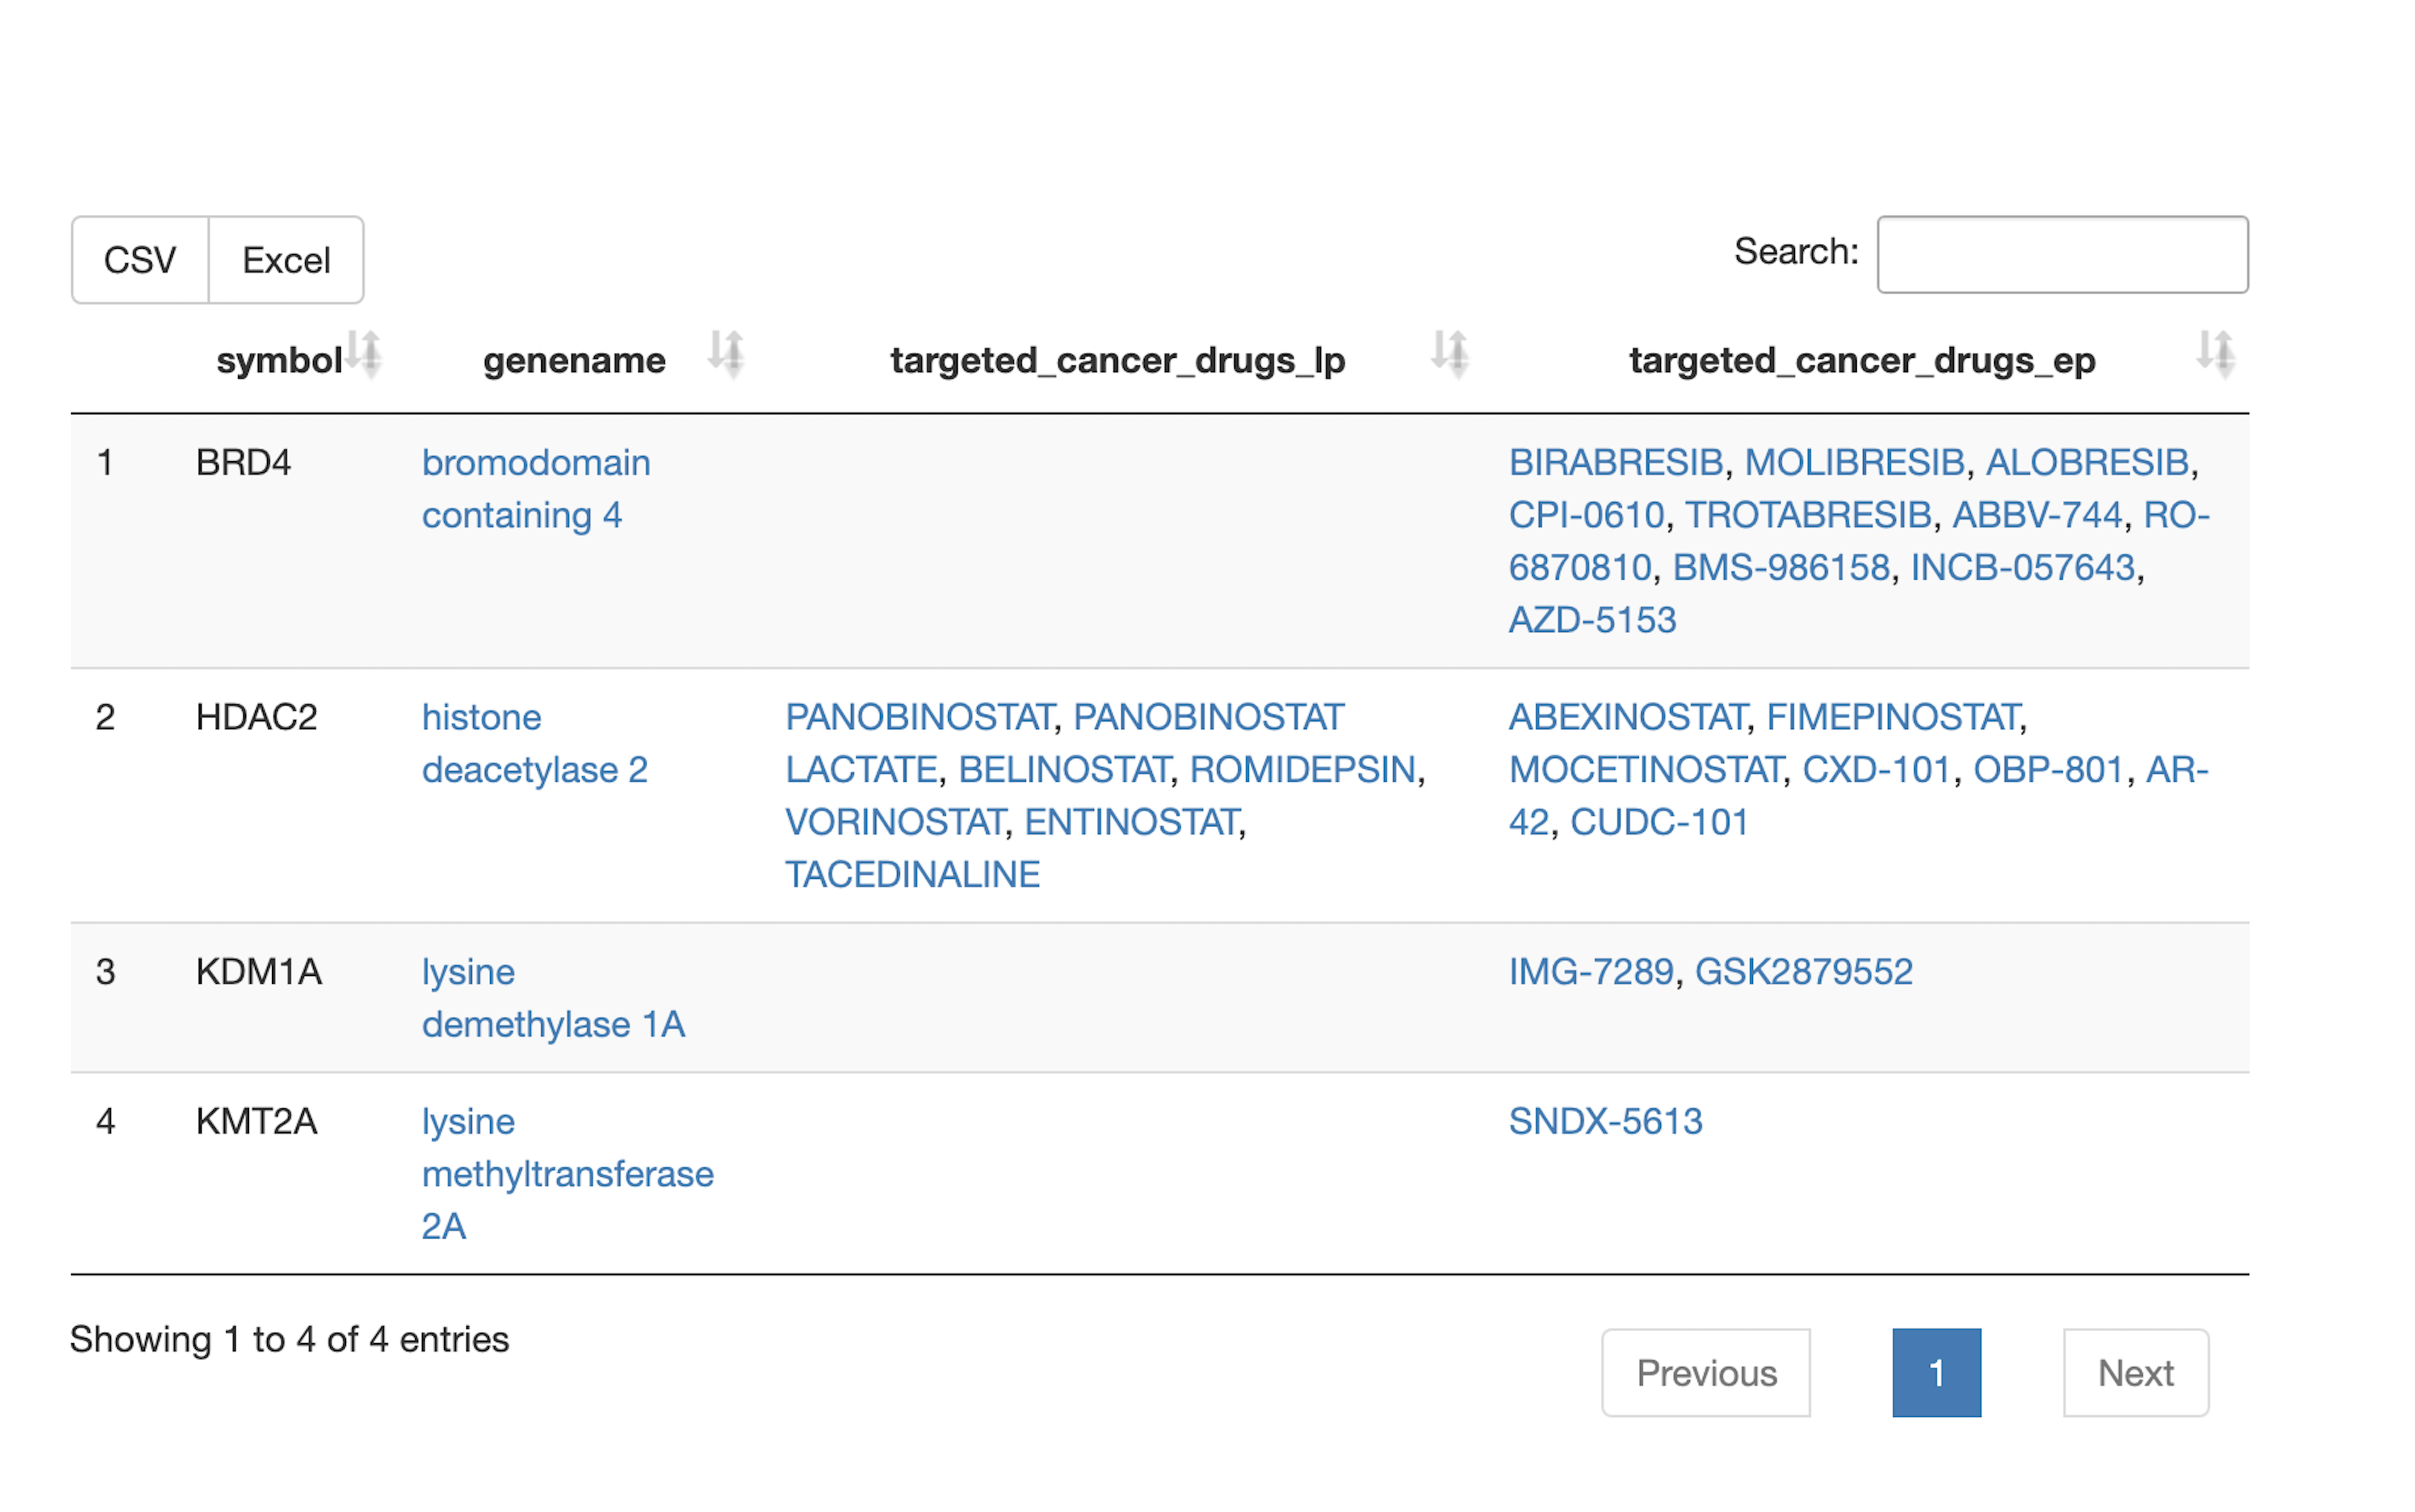 CSV Excel Search:
symbol genename targeted_cancer_drugs_lp targeted_cancer_drugs_ep
1 BRD4 bromodomain BIRABRESIB, MOLIBRESIB, ALOBRESIB,
containing 4 CPI-0610, TROTABRESIB, ABBV-744, RO-
6870810, BMS-986158, INCB-057643,
AZD-5153
2 HDAC2 histone PANOBINOSTAT, PANOBINOSTAT ABEXINOSTAT, FIMEPINOSTAT,
deacetylase 2 LACTATE, BELINOSTAT, ROMIDEPSIN, MOCETINOSTAT, CXD-101, OBP-801, AR-
VORINOSTAT, ENTINOSTAT, 42, CUDC-101
TACEDINALINE
3 KDM1A lysine IMG-7289, GSK2879552
demethylase 1A
4 KMT2A lysine SNDX-5613
methyltransferase
2A
Showing 1 to 4 of 4 entries
Previous 1 Next